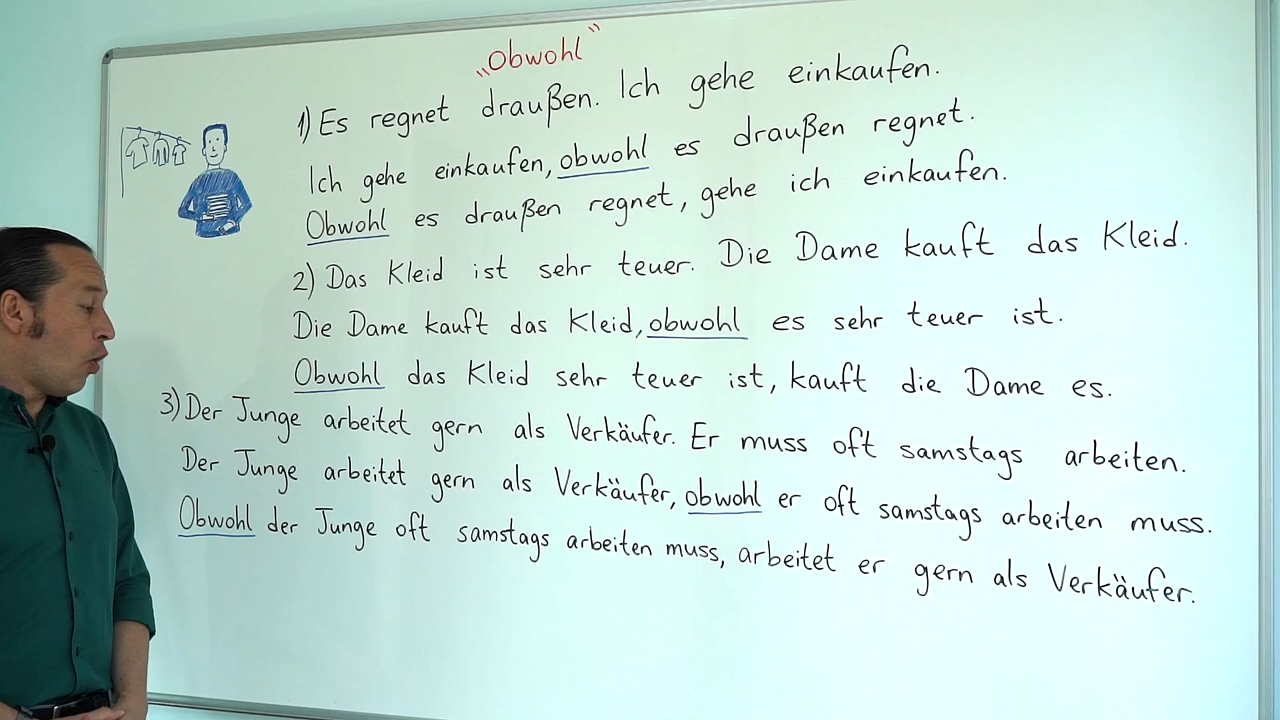 „Obwohl“
1) Es regnet draußen. Ich gehe einkaufen.
Ich gehe einkaufen, obwohl es draußen regnet.
Obwohl es draußen regnet, gehe ich einkaufen.
2) Das Kleid ist sehr teuer. Die Dame kauft das Kleid.
Die Dame kauft das Kleid, obwohl es sehr teuer ist.
Obwohl das Kleid sehr teuer ist, kauft die Dame es.
3) Der Junge arbeitet gern als Verkäufer. Er muss oft samstags arbeiten.
Der Junge arbeitet gern als Verkäufer, obwohl er oft samstags arbeiten muss.
Obwohl der Junge oft samstags arbeiten muss, arbeitet er gern als Verkäufer.